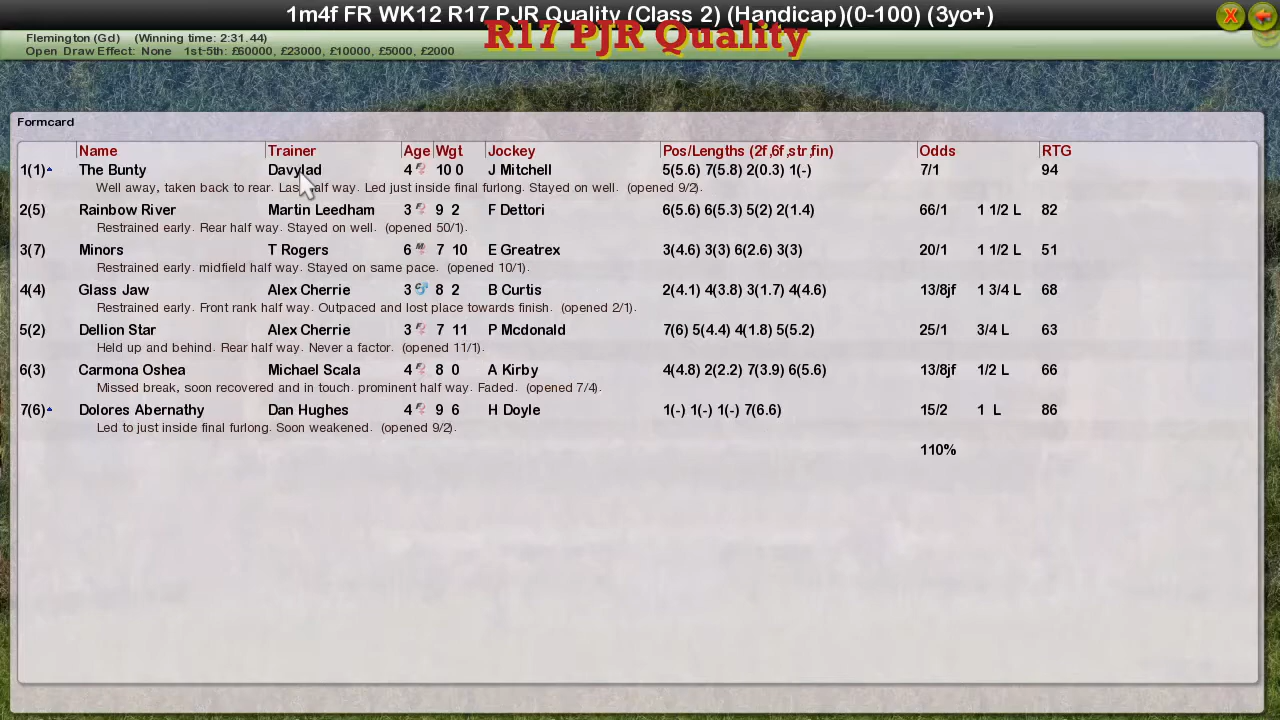 1m4f FR WK12 R17 PJR Quality (Class 2) (Handicap)(0-100) (3yo+)
R17 PJR Quality
Flemington (Gd) (Winning time: 2:31.44)
Open Draw Effect: None 1st-5th: £60000, £23000, £10000, £5000, £2000
Formcard
Name Trainer Age Wgt Jockey Pos/Lengths (2f,6f,str,fin) Odds RTG
1(1) The Bunty Davylad 4 10 0 J Mitchell 5(5.6) 7(5.8) 2(0.3) 1(-) 7/1 94
Well away, taken back to rear. Last half way. Led just inside final furlong. Stayed on well. (opened 9/2).
2(5) Rainbow River Martin Leedham 3 9 2 F Dettori 6(5.6) 6(5.3) 5(2) 2(1.4) 66/1 1 1/2 L 82
Restrained early. Rear half way. Stayed on well. (opened 50/1).
3(7) Minors T Rogers 6 7 10 E Greatrex 3(4.6) 3(3) 6(2.6) 3(3) 20/1 1 1/2 L 51
Restrained early. midfield half way. Stayed on same pace. (opened 10/1).
4(4) Glass Jaw Alex Cherrie 3 8 2 B Curtis 2(4.1) 4(3.8) 3(1.7) 4(4.6) 13/8jf 1 3/4 L 68
Restrained early. Front rank half way. Outpaced and lost place towards finish. (opened 2/1).
5(2) Dellion Star Alex Cherrie 3 7 11 P Mcdonald 7(6) 5(4.4) 4(1.8) 5(5.2) 25/1 3/4 L 63
Held up and behind. Rear half way. Never a factor. (opened 11/1).
6(3) Carmona Oshea Michael Scala 4 8 0 A Kirby 4(4.8) 2(2.2) 7(3.9) 6(5.6) 13/8jf 1/2 L 66
Missed break, soon recovered and in touch. prominent half way. Faded. (opened 7/4).
7(6) Dolores Abernathy Dan Hughes 4 9 6 H Doyle 1(-) 1(-) 1(-) 7(6.6) 15/2 1 L 86
Led to just inside final furlong. Soon weakened. (opened 9/2).
110%